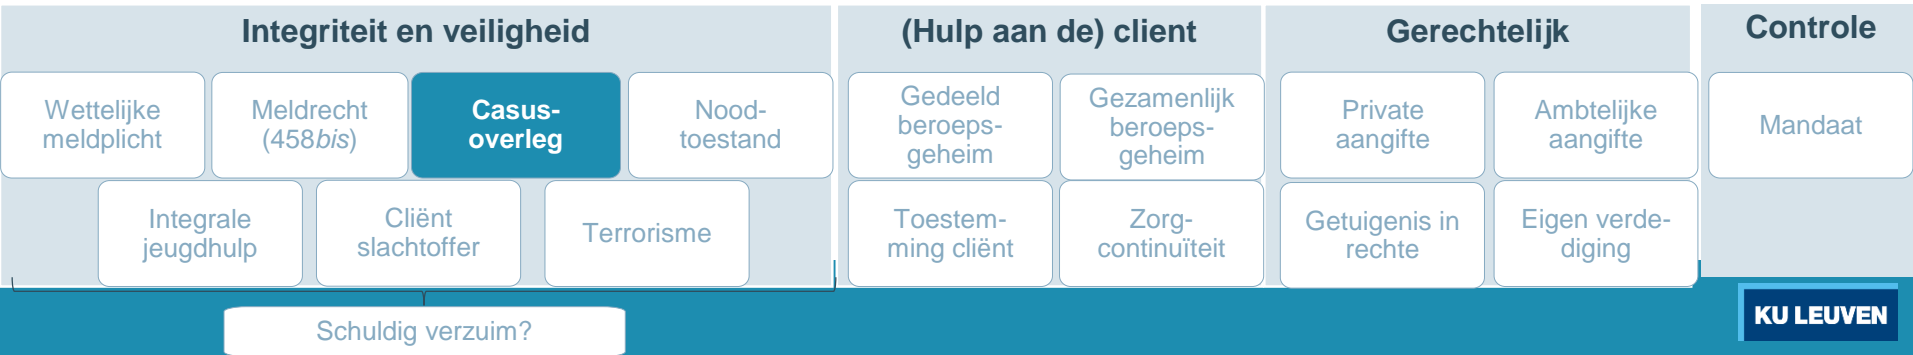 Integriteit en veiligheid
(Hulp aan de) client
Gerechtelijk
Controle
Wettelijke
meldplicht
Meldrecht
(458bis)
Casus-
overleg
Nood-
toestand
Gedeeld
beroeps-
geheim
Gezamenlijk
beroeps-
geheim
Private
aangifte
Ambtelijke
aangifte
Mandaat
Integrale
jeugdhulp
Cliënt
slachtoffer
Terrorisme
Toestem-
ming cliënt
Zorg-
continuïteit
Getuigenis in
rechte
Eigen verde-
diging
Schuldig verzuim?
KU LEUVEN